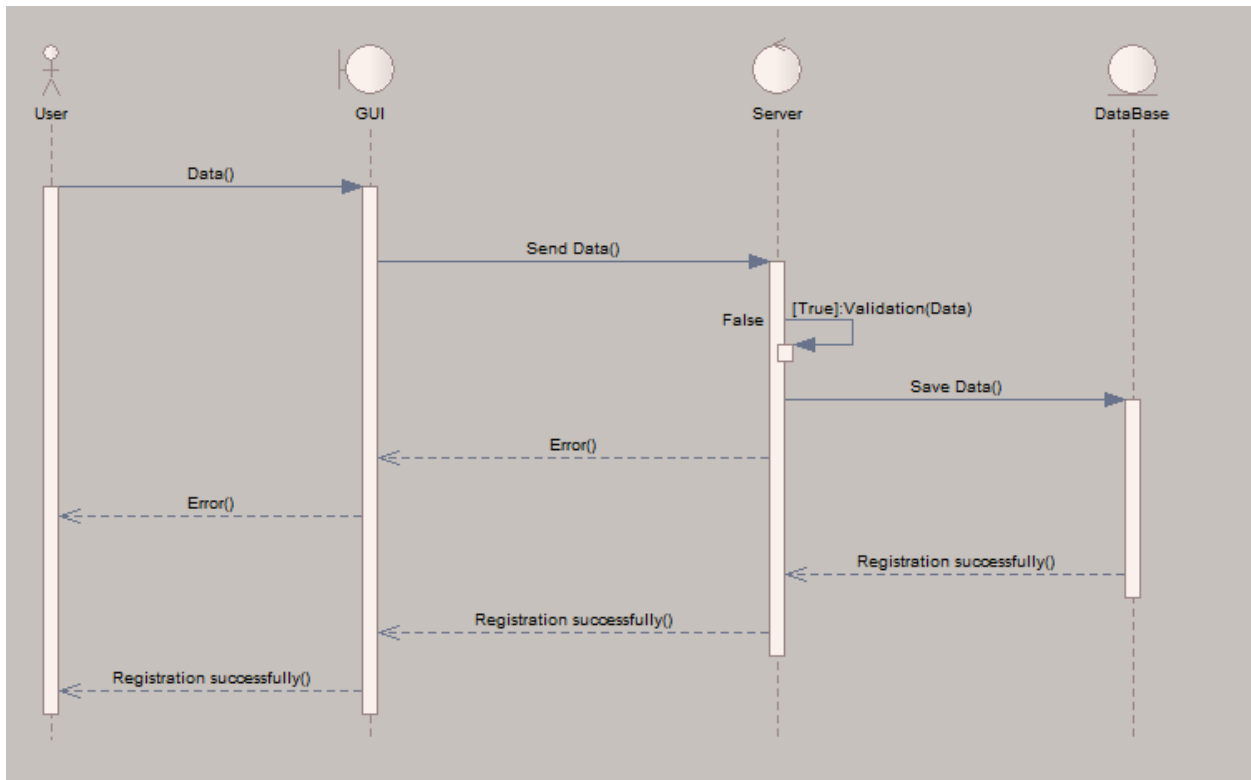 User
GUI
Server
DataBase
Data()
Send Data()
False
[True]:Validation(Data)
Save Data()
Error()
Error()
Registration successfully()
Registration successfully()
Registration successfully()